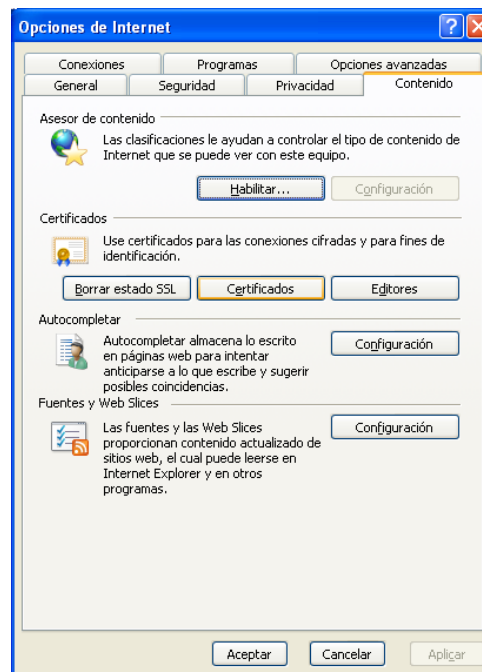 Opciones de Internet
Conexiones Programas Opciones avanzadas
General Seguridad Privacidad Contenido
Asesor de contenido
Las clasificaciones le ayudan a controlar el tipo de contenido de
Internet que se puede ver con este equipo.
Habilitar... Configuración
Certificados
Use certificados para las conexiones cifradas y para fines de
identificación.
Borrar estado SSL Certificados Editores
Autocompletar
Autocompletar almacena lo escrito
en páginas web para intentar
anticiparse a lo que escribe y sugerir
posibles coincidencias.
Configuración
Fuentes y Web Slices
Las fuentes y las Web Slices
proporcionan contenido actualizado de
sitios web, el cual puede leerse en
Internet Explorer y en otros
programas.
Configuración
Aceptar Cancelar Aplicar